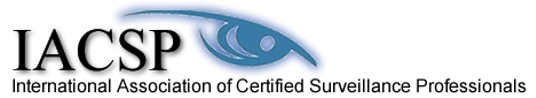 IACSP
International Association of Certified Surveillance Professionals